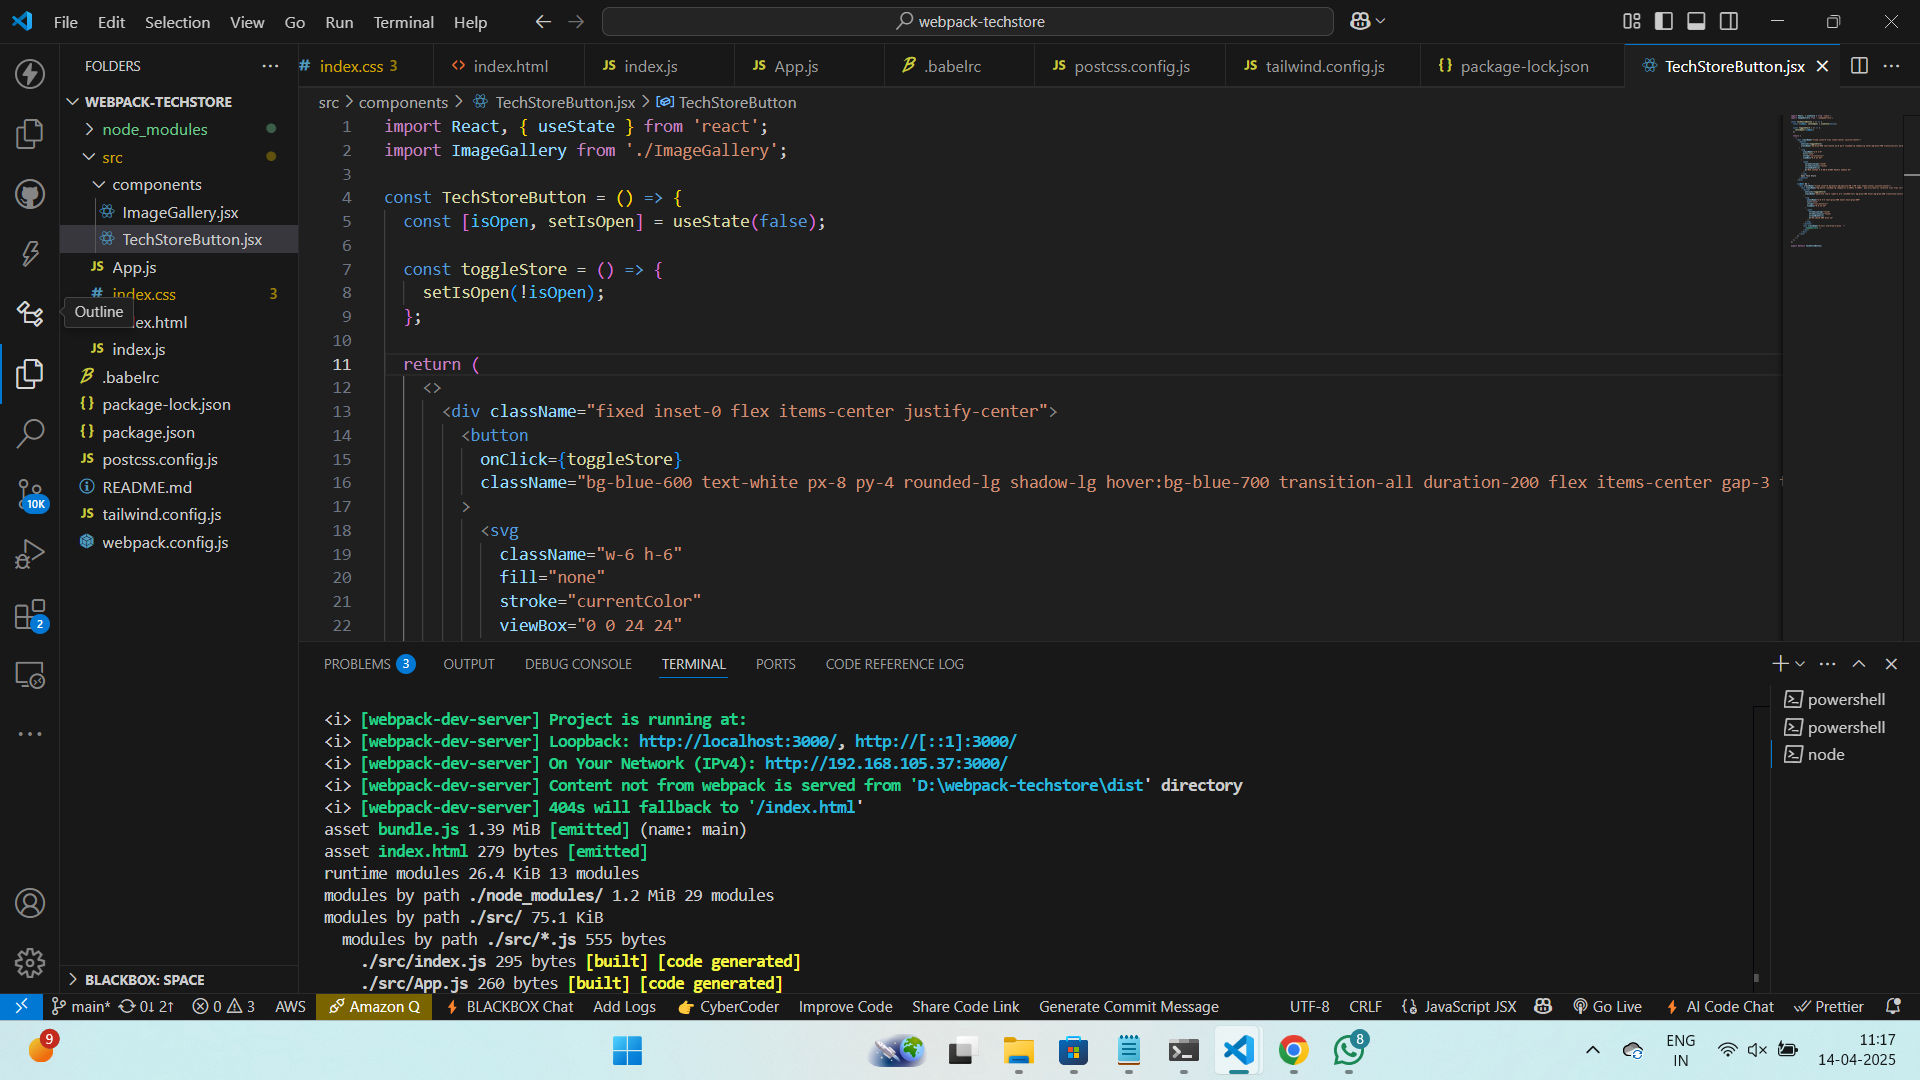 File Edit Selection View Go Run Terminal Help
webpack-techstore
FOLDERS
index.css 3
index.html
JS index.js
JS App.js
.babelrc
JS postcss.config.js
JS tailwind.config.js
{} package-lock.json
TechStoreButton.jsx
WEBPACK-TECHSTORE
node_modules
src
components
ImageGallery.jsx
TechStoreButton.jsx
JS App.js
# index.css 3
Outline
ex.html
JS index.js
.babelrc
{} package-lock.json
{} package.json
JS postcss.config.js
README.md
JS tailwind.config.js
webpack.config.js
10K
2
BLACKBOX: SPACE
src > components > TechStoreButton.jsx > TechStoreButton
1 import React, { useState } from 'react';
2 import ImageGallery from './ImageGallery';
3
4 const TechStoreButton = () => {
5 const [isOpen, setIsOpen] = useState(false);
6
7 const toggleStore = () => {
8 setIsOpen(!isOpen);
9 };
10
11 return (
12 <>
13 <div className="fixed inset-0 flex items-center justify-center">
14 <button
15 onClick={toggleStore}
16 className="bg-blue-600 text-white px-8 py-4 rounded-lg shadow-lg hover:bg-blue-700 transition-all duration-200 flex items-center gap-3
17 >
18 <svg
19 className="w-6 h-6"
20 fill="none"
21 stroke="currentColor"
22 viewBox="0 0 24 24"
PROBLEMS 3 OUTPUT DEBUG CONSOLE TERMINAL PORTS CODE REFERENCE LOG
<i> [webpack-dev-server] Project is running at:
<i> [webpack-dev-server] Loopback: http://localhost:3000/, http://[::1]:3000/
<i> [webpack-dev-server] On Your Network (IPv4): http://192.168.105.37:3000/
<i> [webpack-dev-server] Content not from webpack is served from 'D:\webpack-techstore\dist' directory
<i> [webpack-dev-server] 404s will fallback to '/index.html'
asset bundle.js 1.39 MiB [emitted] (name: main)
asset index.html 279 bytes [emitted]
runtime modules 26.4 KiB 13 modules
modules by path ./node_modules/ 1.2 MiB 29 modules
modules by path ./src/ 75.1 KiB
modules by path ./src/*.js 555 bytes
./src/index.js 295 bytes [built] [code generated]
./src/App.js 260 bytes [built] [code generated]
powershell
powershell
node
main* 0↓ 2↑ 0 3 AWS Amazon Q BLACKBOX Chat Add Logs CyberCoder Improve Code Share Code Link Generate Commit Message UTF-8 CRLF {} JavaScript JSX Go Live AI Code Chat Prettier
9
8
ENG
IN
11:17
14-04-2025